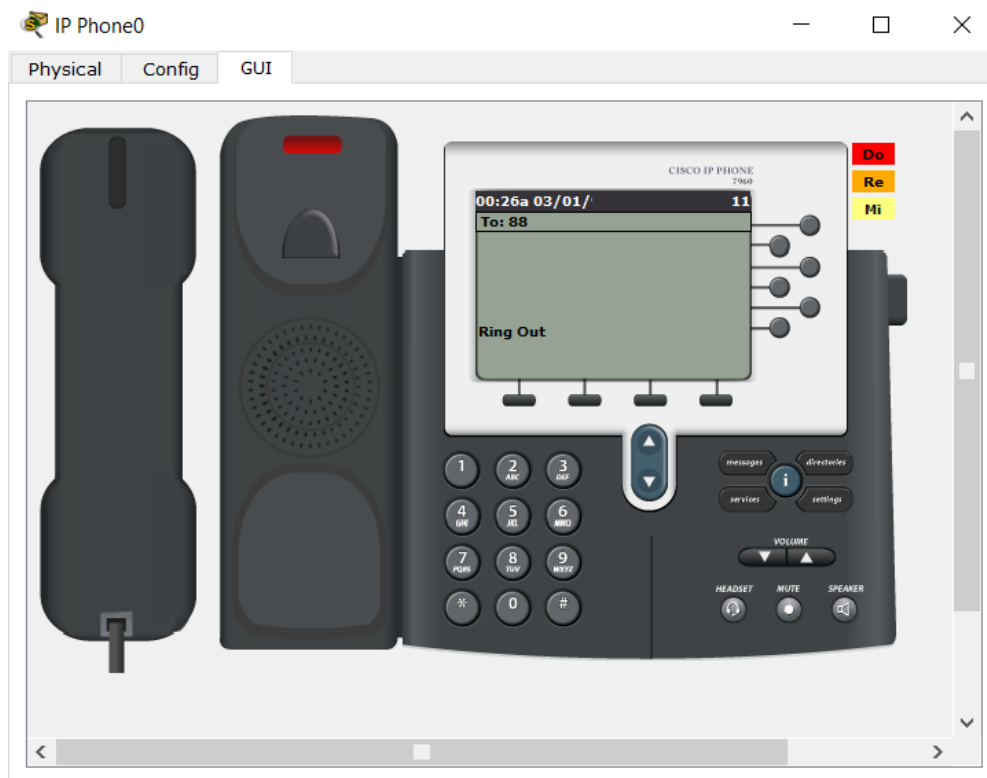 IP Phone0
Physical Config GUI
CISCO IP PHONE
7960
00:26a 03/01/ 11
To: 88
Ring Out
Do
Re
Mi
1 2 ABC 3 DEF
4 GHI 5 JKL 6 MNO
7 PQRS 8 TUV 9 WXYZ
* 0 #
messages directories
i
services settings
VOLUME
HEADSET MUTE SPEAKER